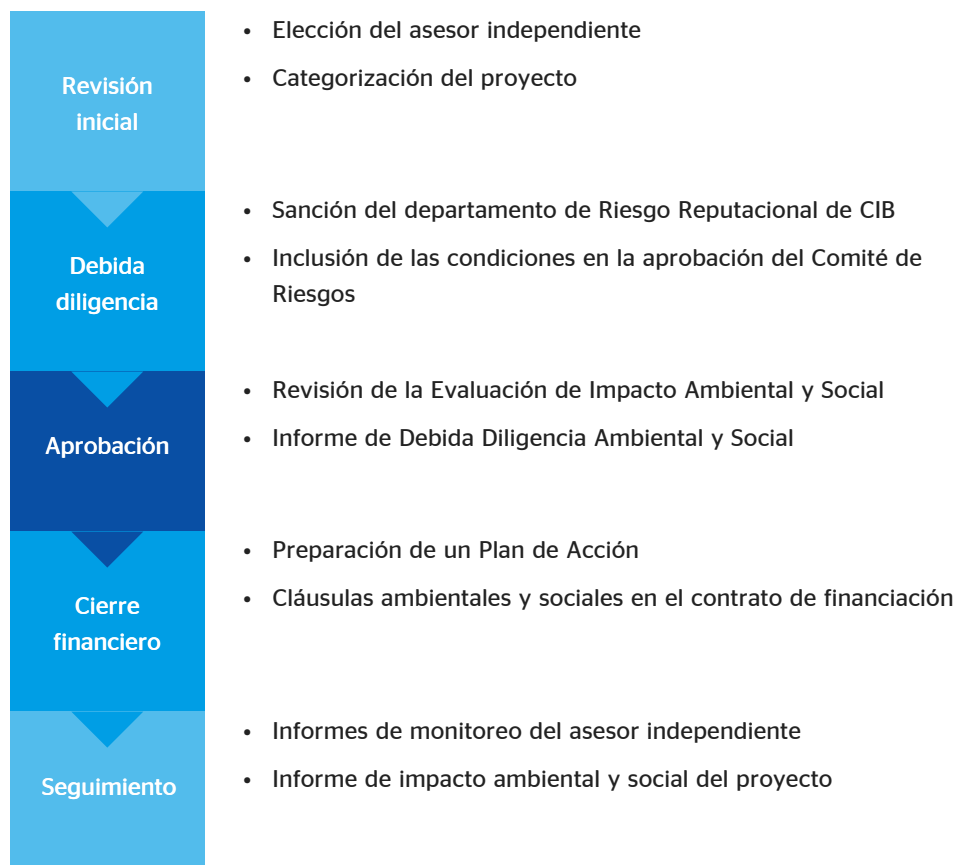 Revisión
inicial
• Elección del asesor independiente
• Categorización del proyecto
Debida
diligencia
• Sanción del departamento de Riesgo Reputacional de CIB
• Inclusión de las condiciones en la aprobación del Comité de
Riesgos
Aprobación
• Revisión de la Evaluación de Impacto Ambiental y Social
• Informe de Debida Diligencia Ambiental y Social
Cierre
financiero
• Preparación de un Plan de Acción
• Cláusulas ambientales y sociales en el contrato de financiación
Seguimiento
• Informes de monitoreo del asesor independiente
• Informe de impacto ambiental y social del proyecto